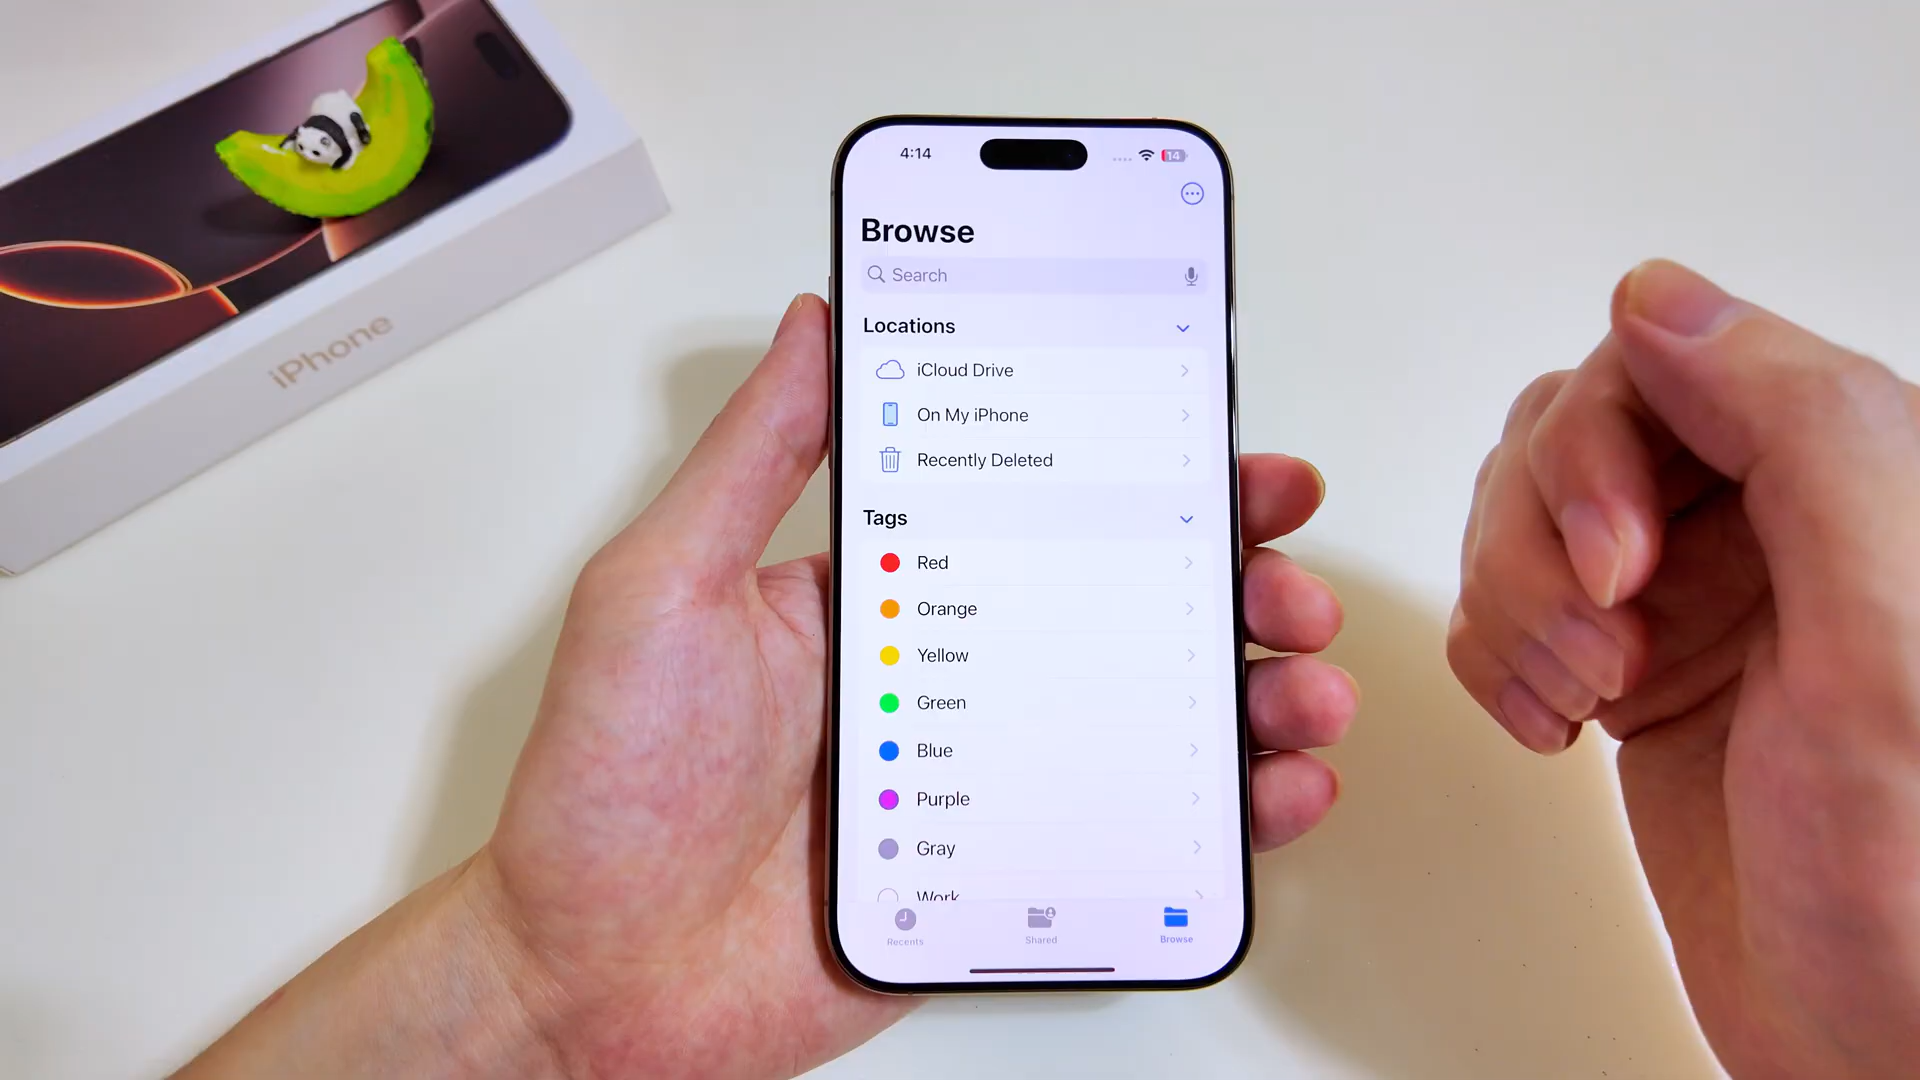 iPhone
4:14
14
Browse
Search
Locations
iCloud Drive
On My iPhone
Recently Deleted
Tags
Red
Orange
Yellow
Green
Blue
Purple
Gray
Work
Recents
Shared
Browse